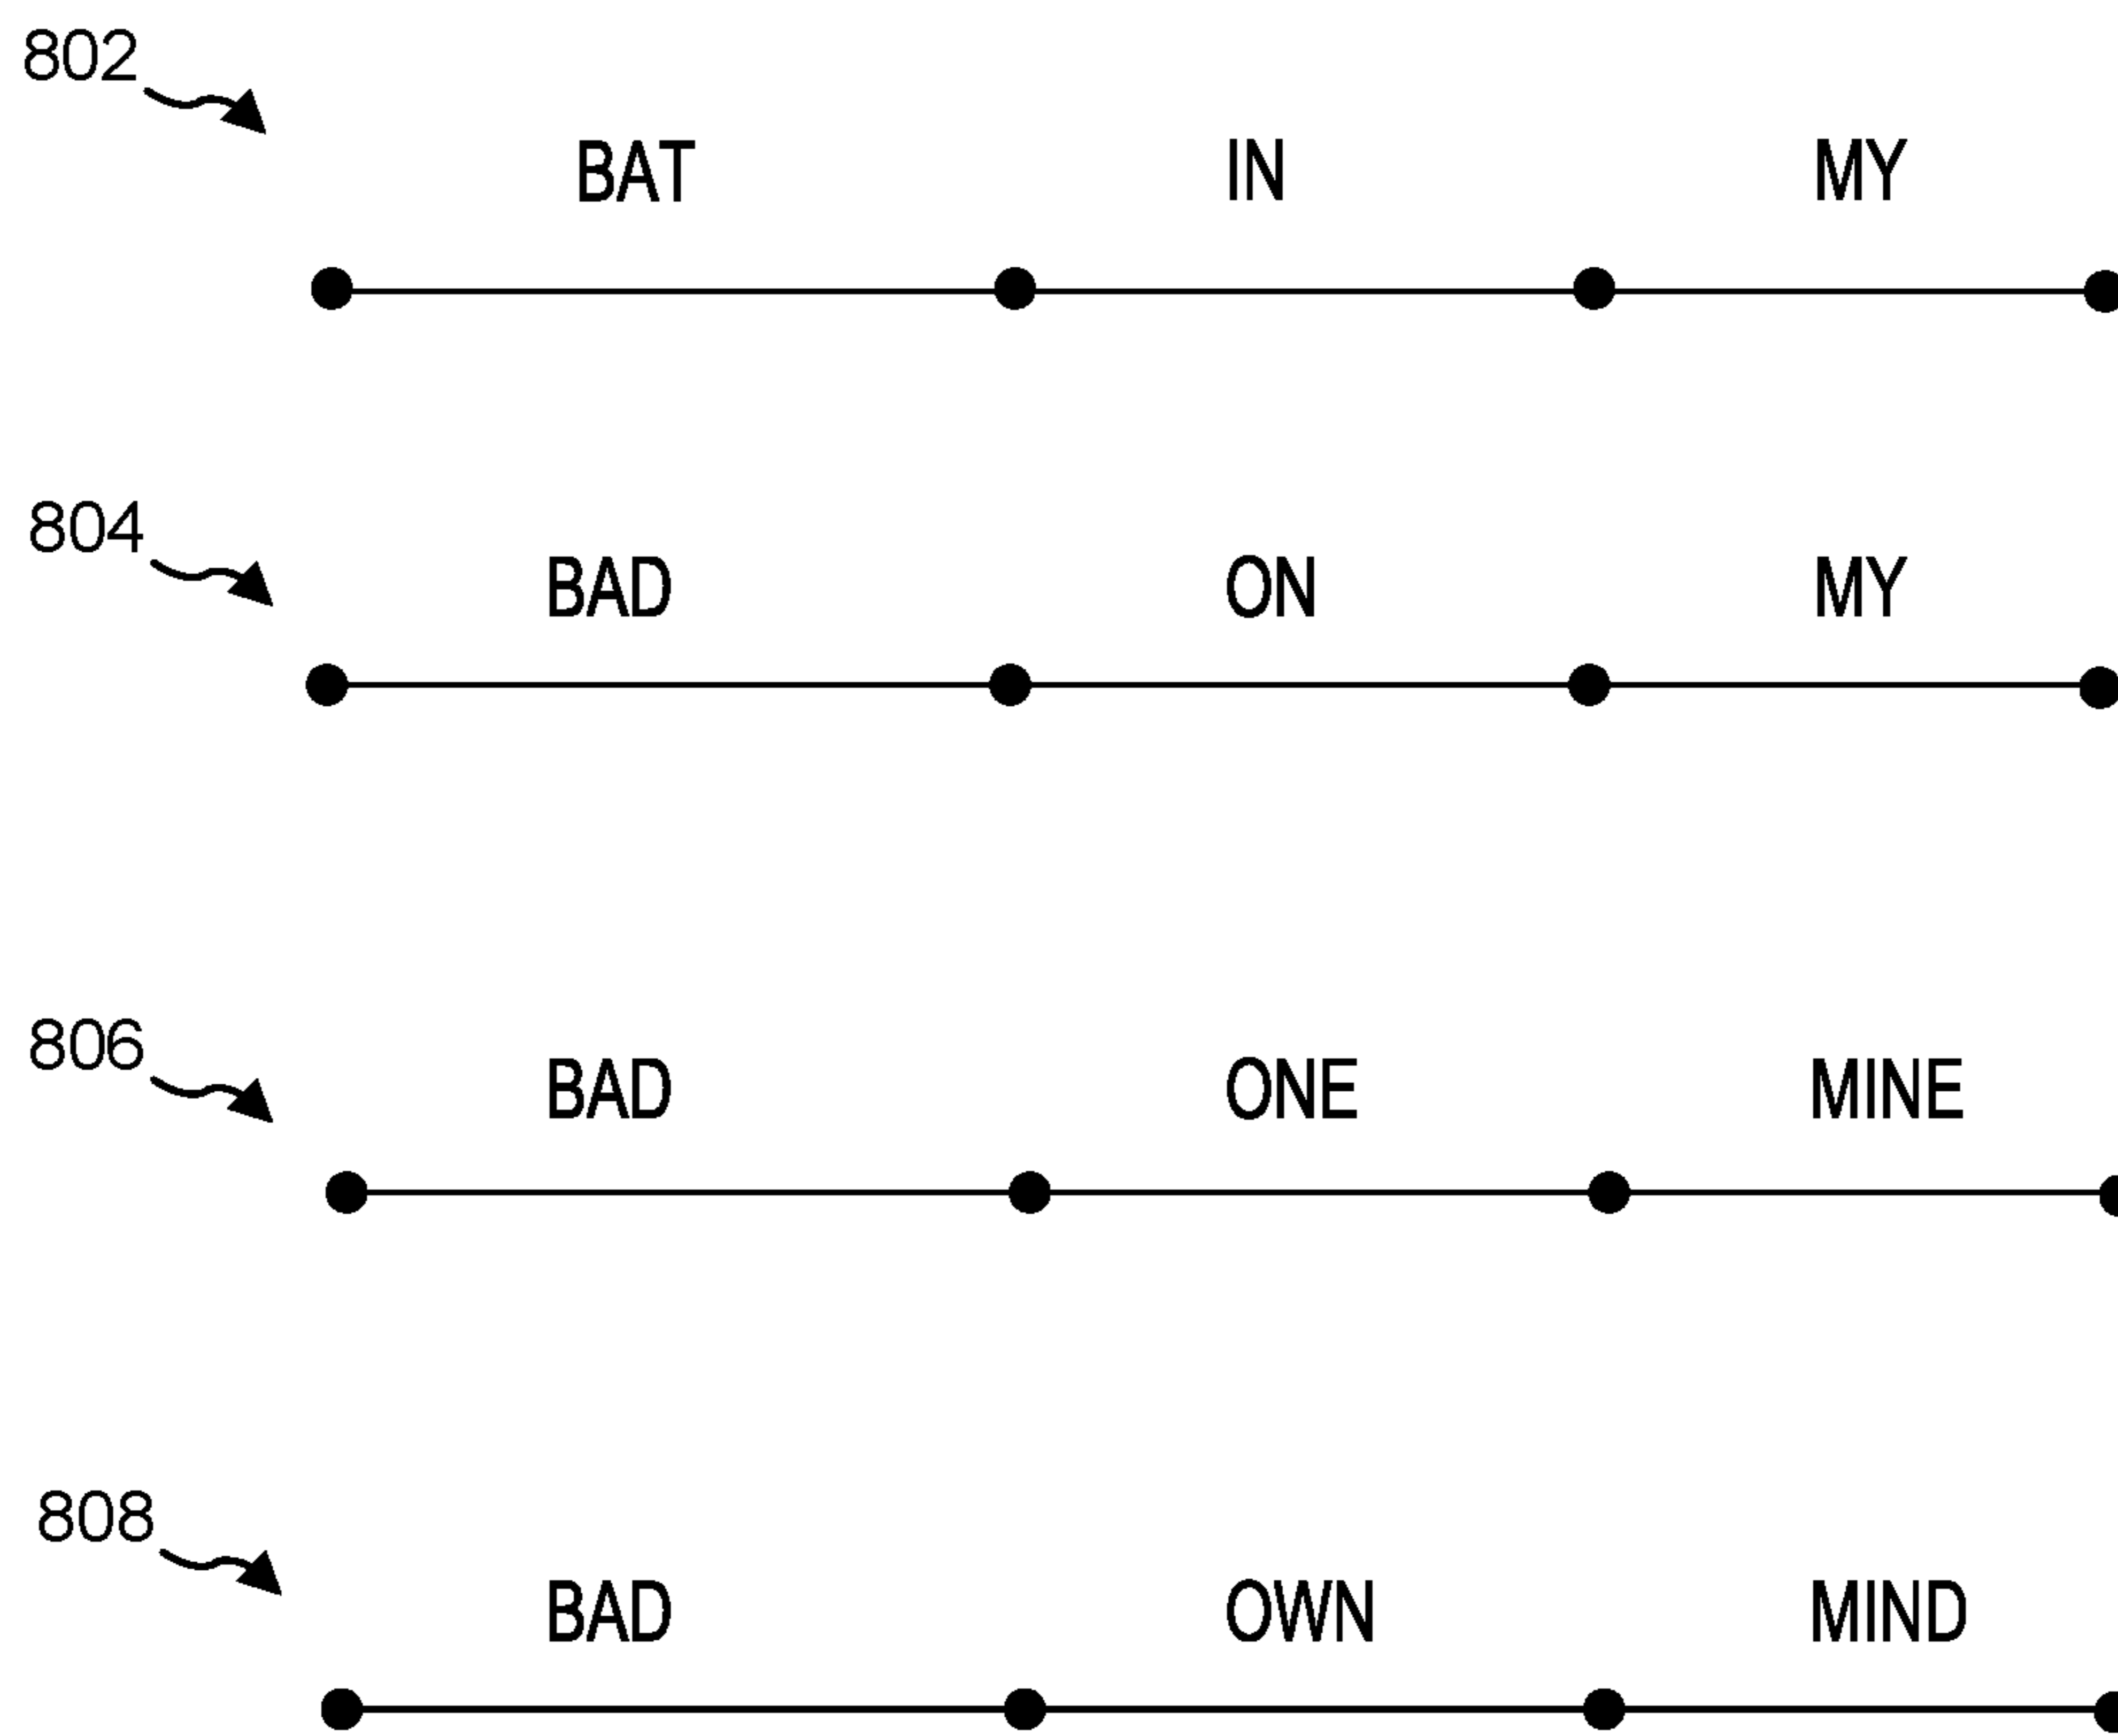 802
BAT IN MY
804
BAD ON MY
806
BAD ONE MINE
808
BAD OWN MIND